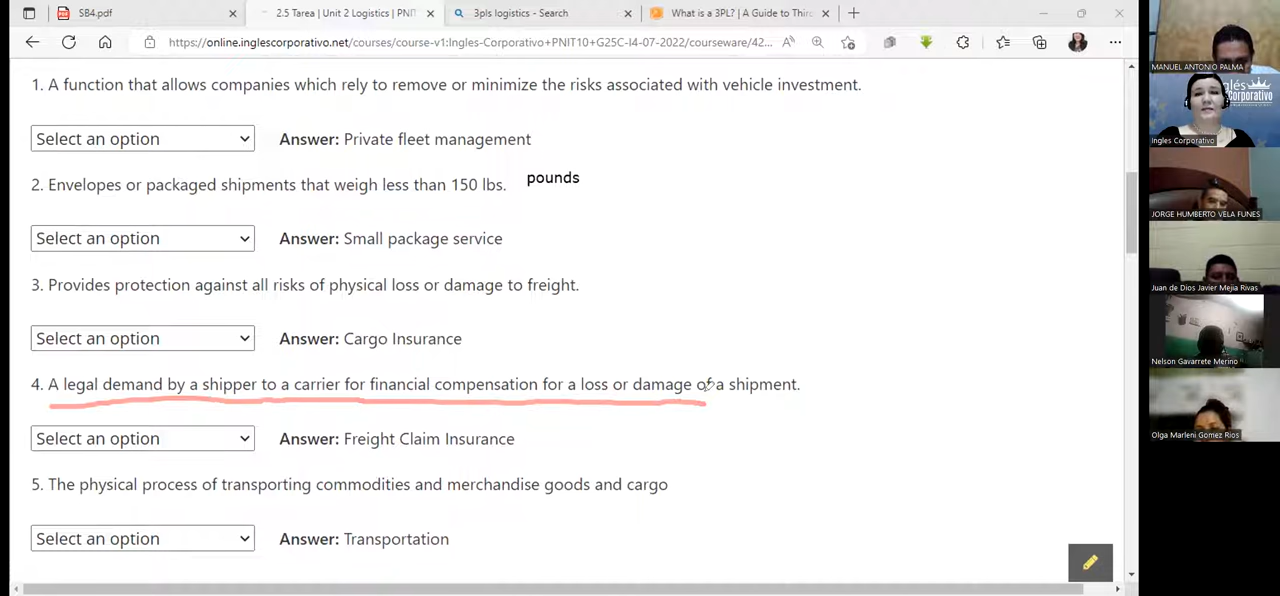 SB4.pdf
2.5 Tarea | Unit 2 Logistics | PNIT
3pls logistics - Search
What is a 3PL? | A Guide to Thir
https://online.inglescorporativo.net/courses/course-v1:Ingles-Corporativo+PNIT10+G25C-I4-07-2022/courseware/42...
1. A function that allows companies which rely to remove or minimize the risks associated with vehicle investment.
Select an option
Answer: Private fleet management
2. Envelopes or packaged shipments that weigh less than 150 lbs.
pounds
Select an option
Answer: Small package service
3. Provides protection against all risks of physical loss or damage to freight.
Select an option
Answer: Cargo Insurance
4. A legal demand by a shipper to a carrier for financial compensation for a loss or damage of a shipment.
Select an option
Answer: Freight Claim Insurance
5. The physical process of transporting commodities and merchandise goods and cargo
Select an option
Answer: Transportation
MANUEL ANTONIO PALMA
glés
Corporativo
Ingles Corporativo
JORGE HUMBERTO VELA FUNES
Juan de Dios Javier Mejia Rivas
Nelson Gavarrete Merino
Olga Marleni Gomez Rios